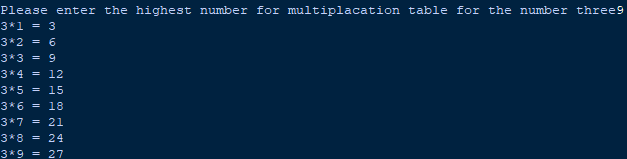 Please enter the highest number for multiplacation table for the number three9
3*1 = 3
3*2 = 6
3*3 = 9
3*4 = 12
3*5 = 15
3*6 = 18
3*7 = 21
3*8 = 24
3*9 = 27